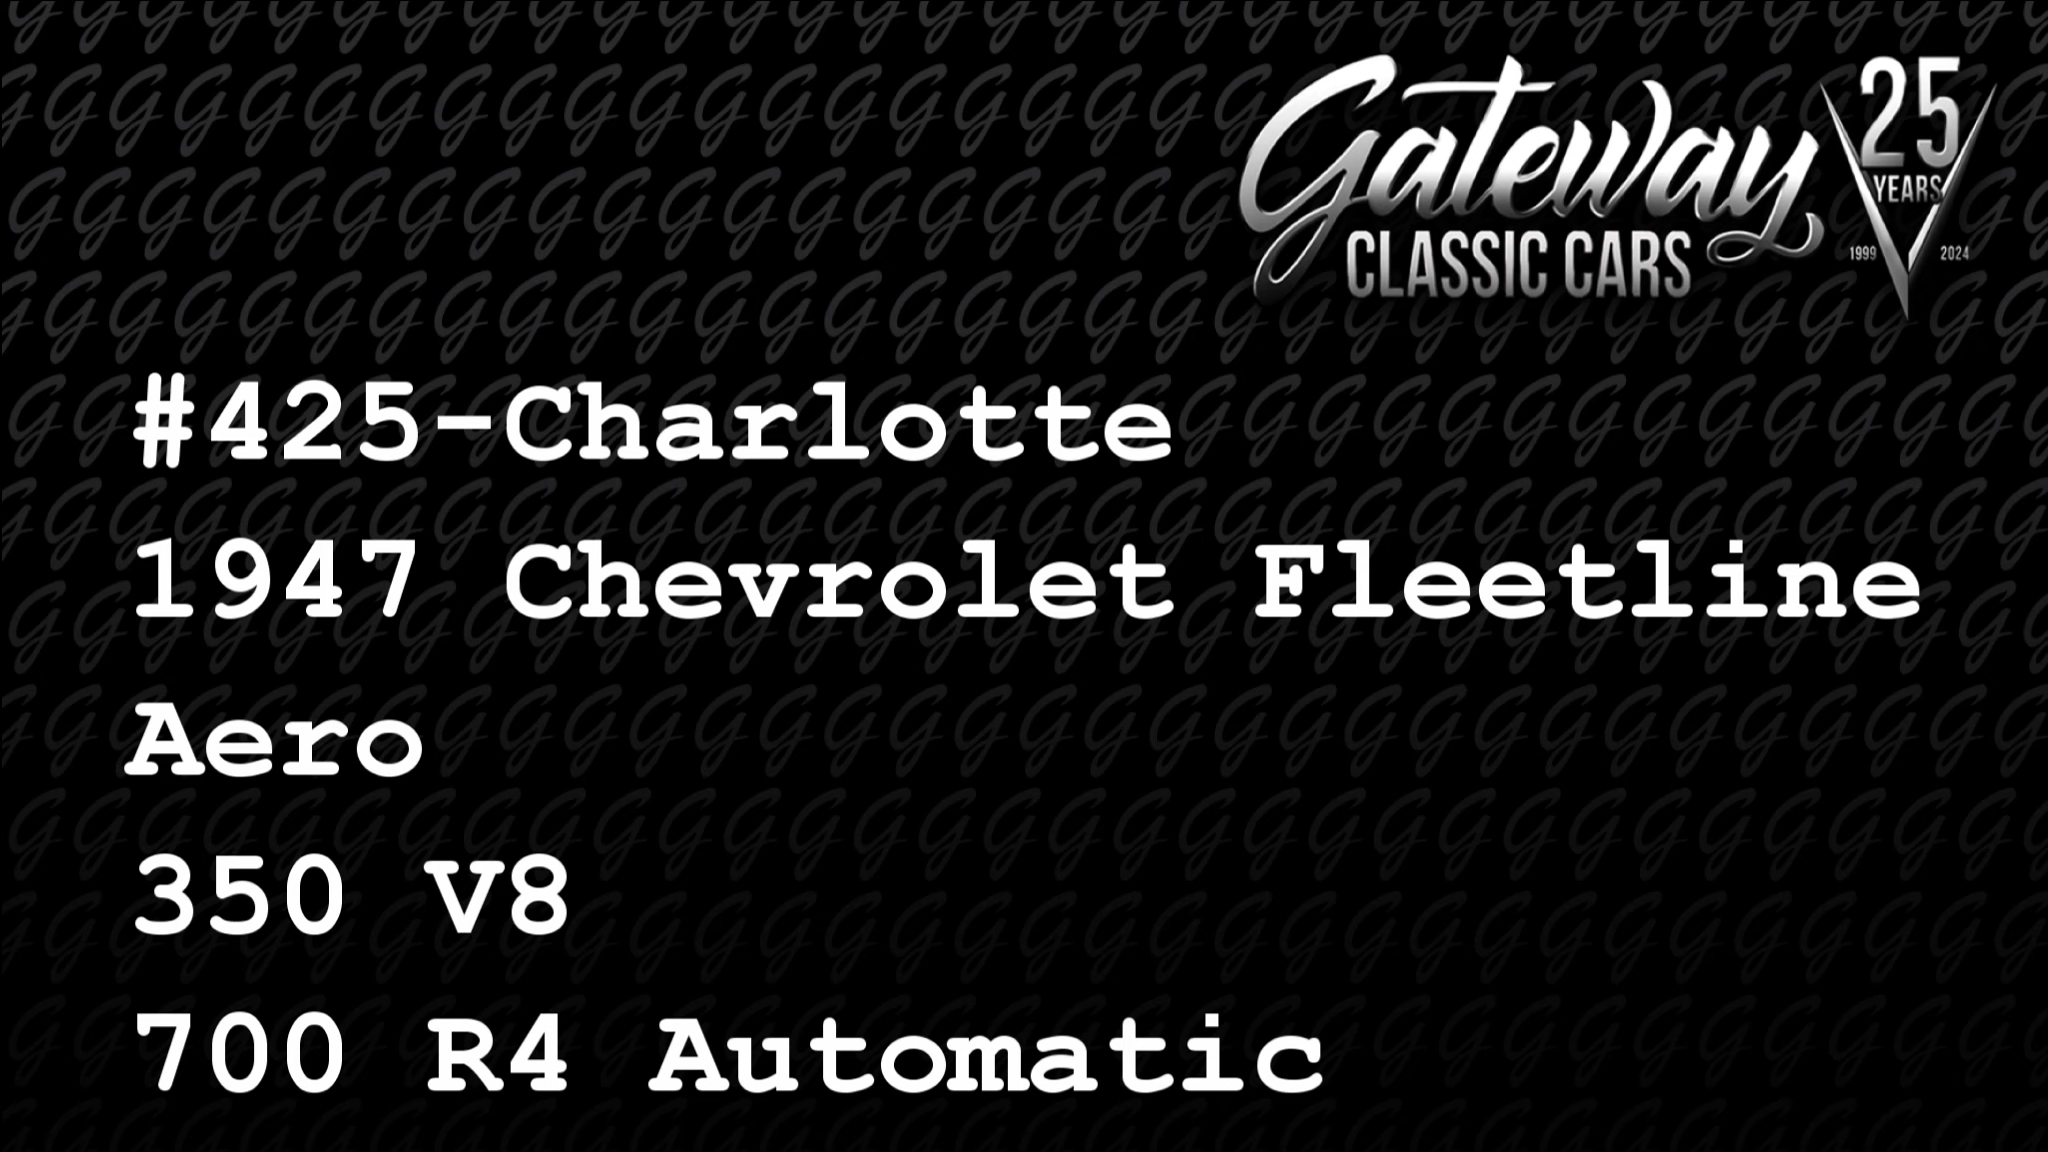 Gateway
CLASSIC CARS
25
YEARS
1999 2024
#425-Charlotte
1947 Chevrolet Fleetline
Aero
350 V8
700 R4 Automatic